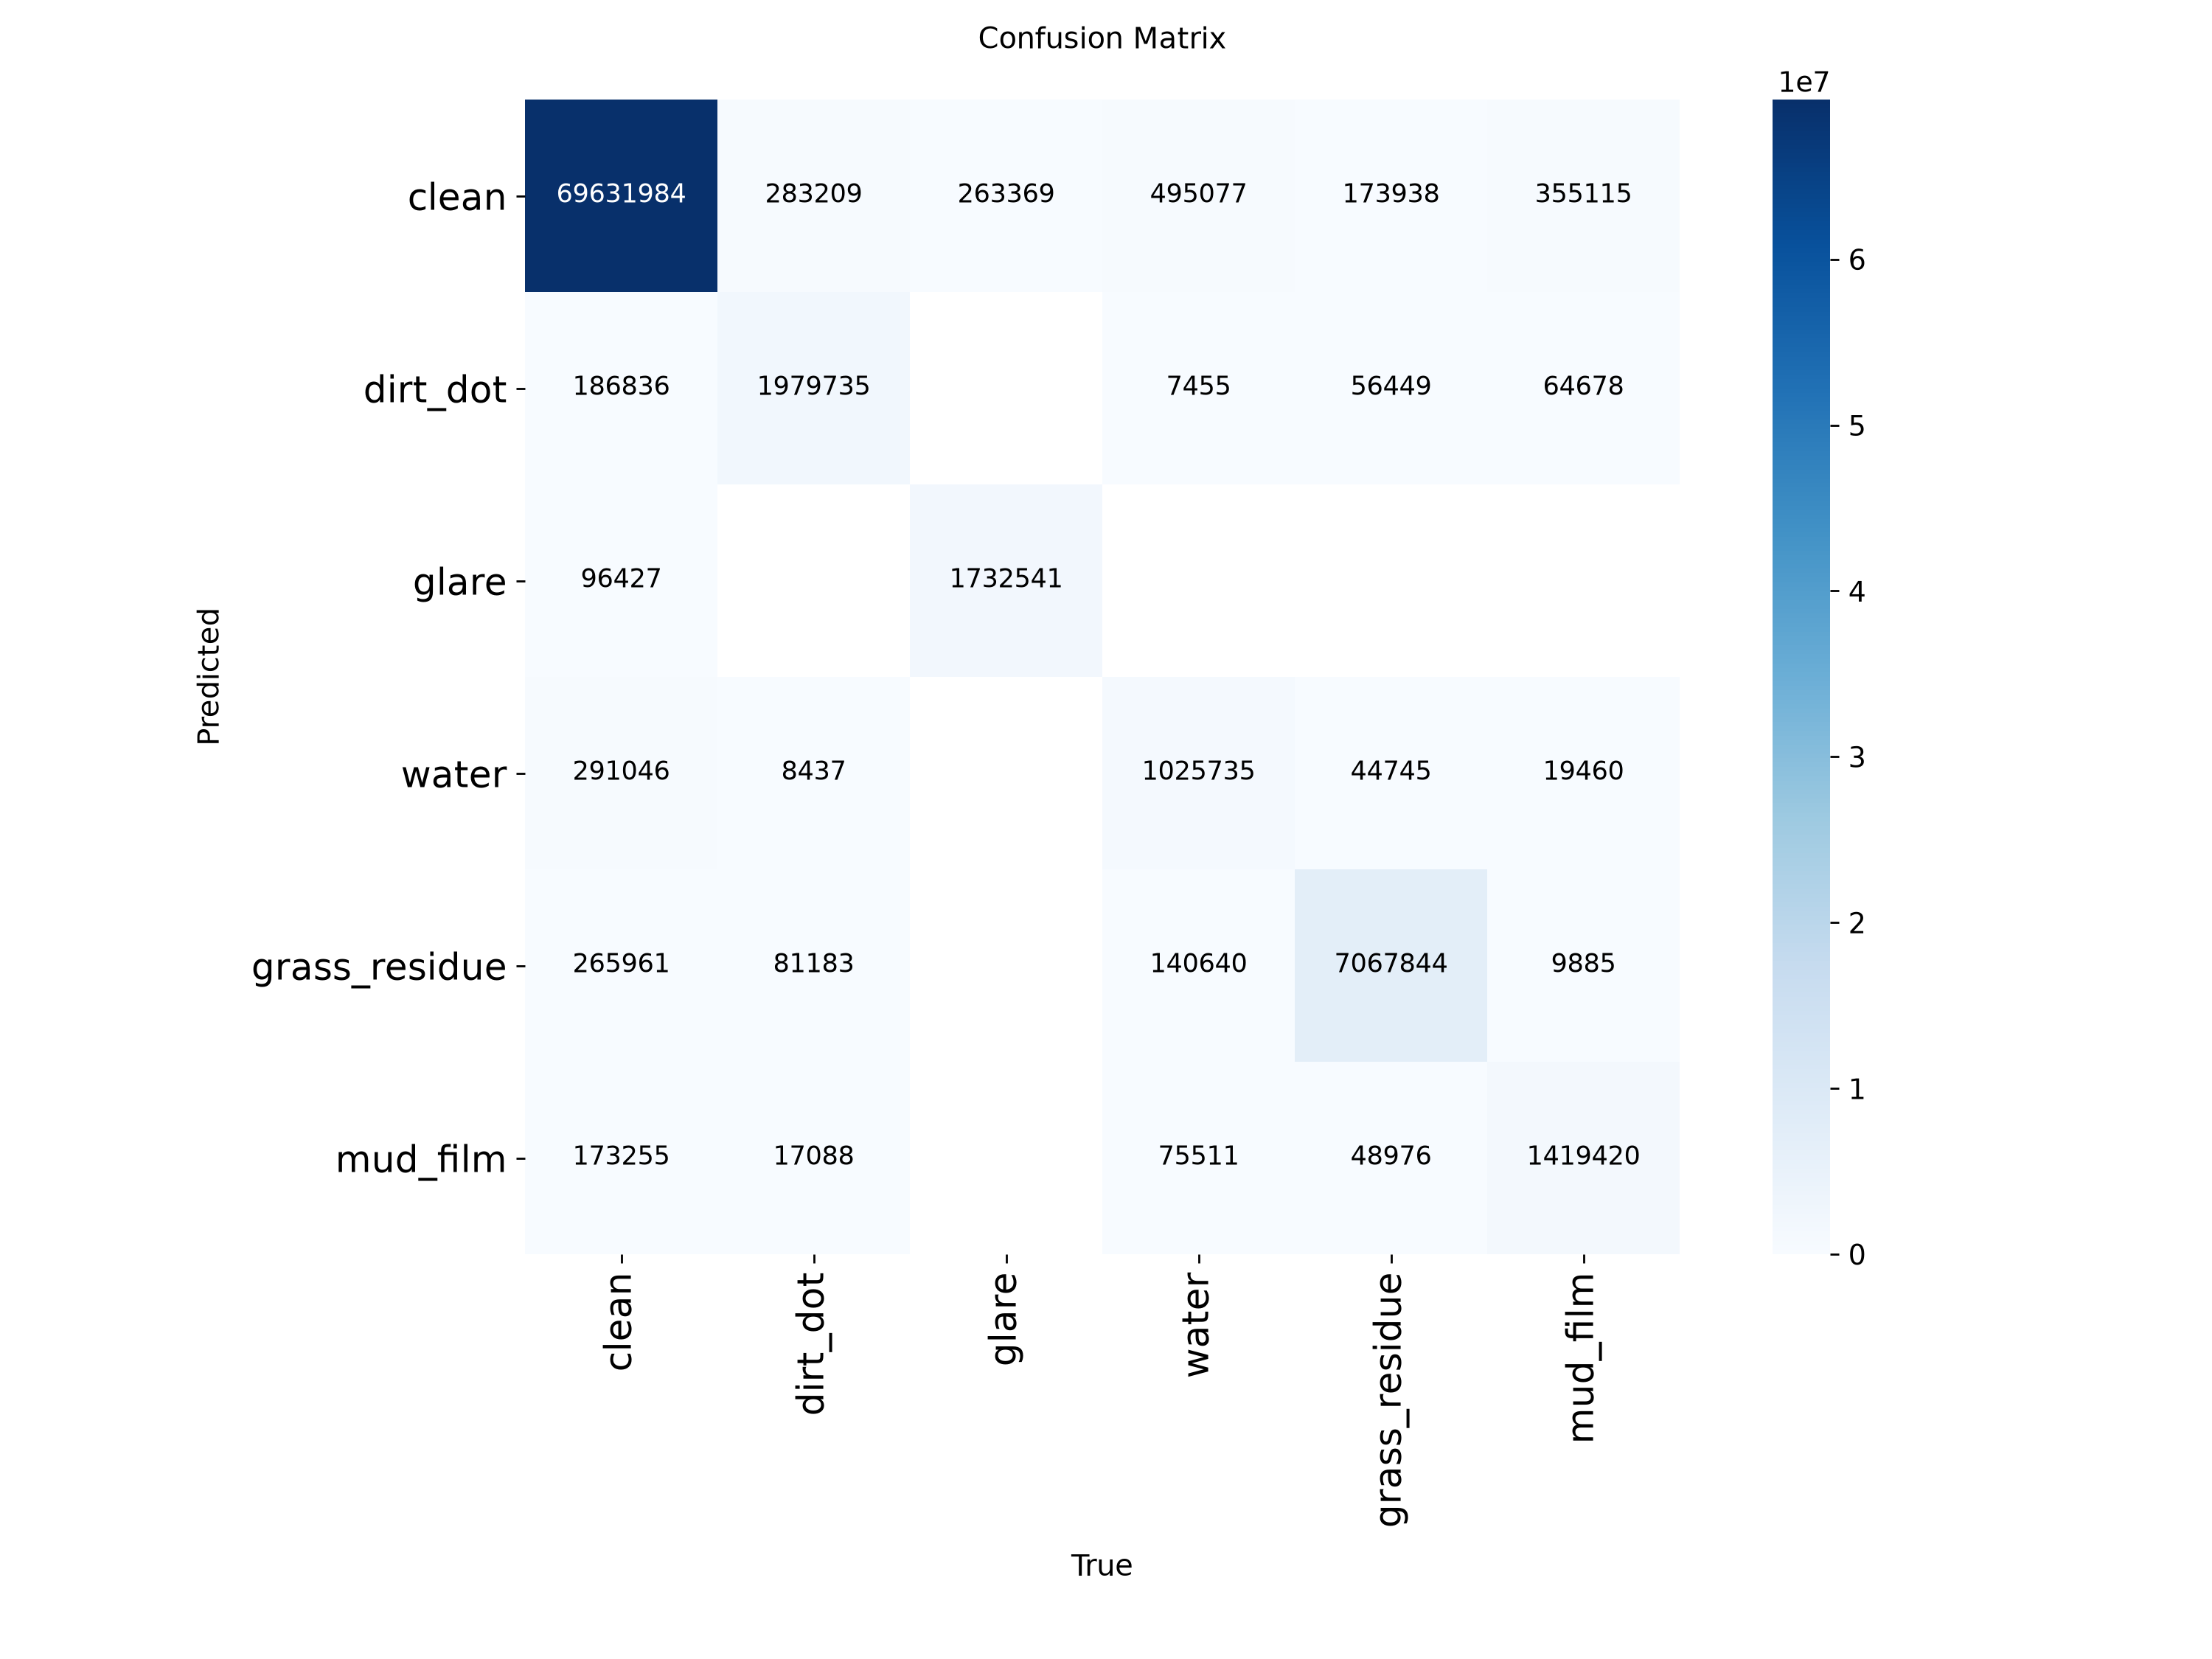 Confusion Matrix
1e7
clean 69631984 283209 263369 495077 173938 355115
6
dirt_dot 186836 1979735 7455 56449 64678
5
glare 96427 1732541
4
Predicted
water 291046 8437 1025735 44745 19460
3
grass_residue 265961 81183 140640 7067844 9885
2
mud_film 173255 17088 75511 48976 1419420
1
0
clean dirt_dot glare water grass_residue mud_film
True